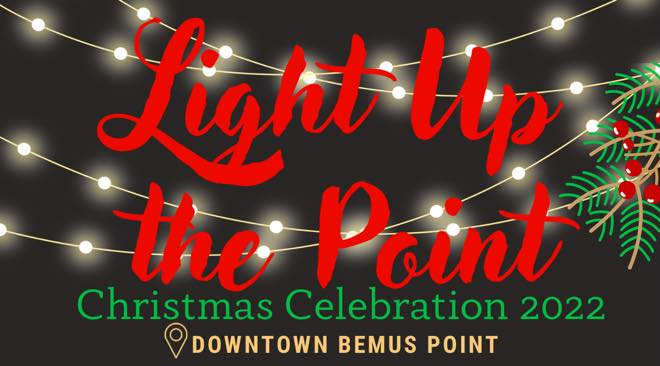 Light Up
the Point
Christmas Celebration 2022
DOWNTOWN BEMUS POINT